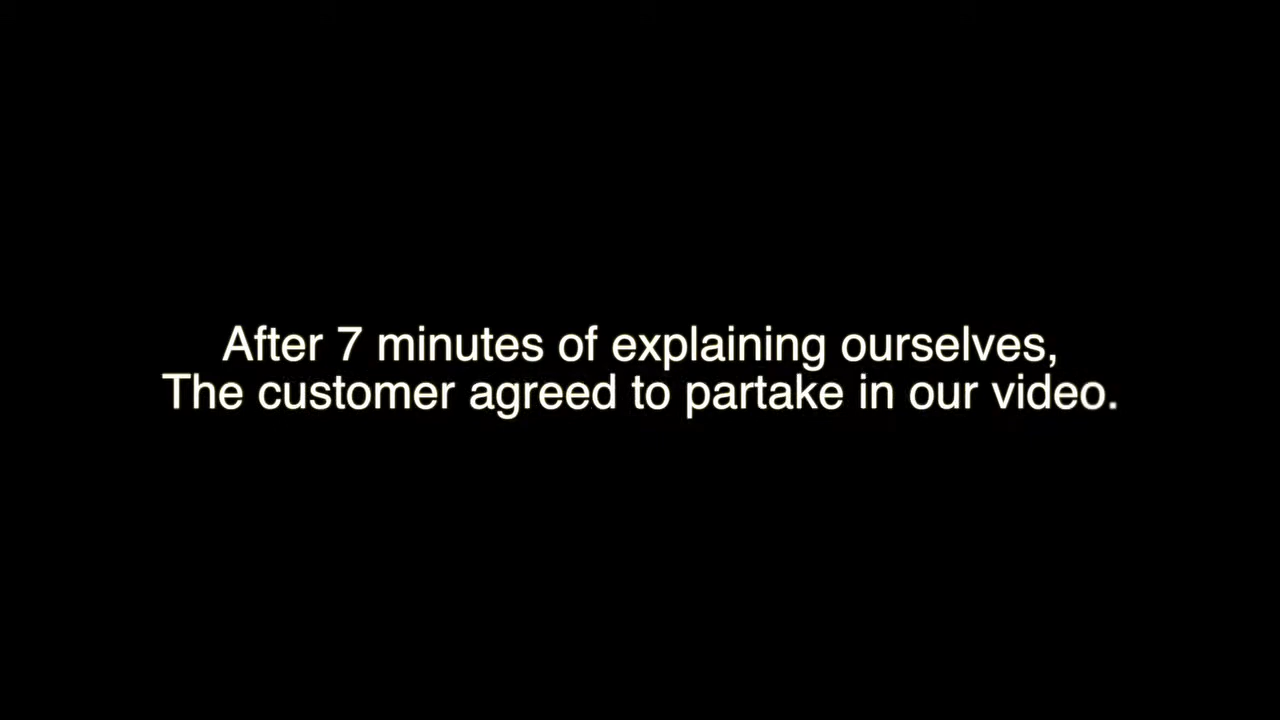 After 7 minutes of explaining ourselves,
The customer agreed to partake in our video.